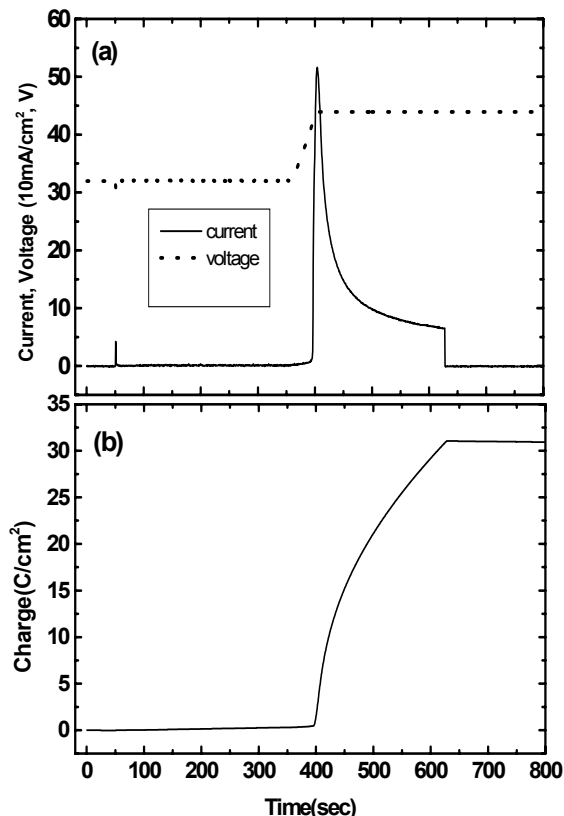 (a)
Current, Voltage (10mA/cm², V)
60
50
40
30
20
10
0
current
voltage
(b)
Charge(C/cm²)
35
30
25
20
15
10
5
0
0 100 200 300 400 500 600 700 800
Time(sec)